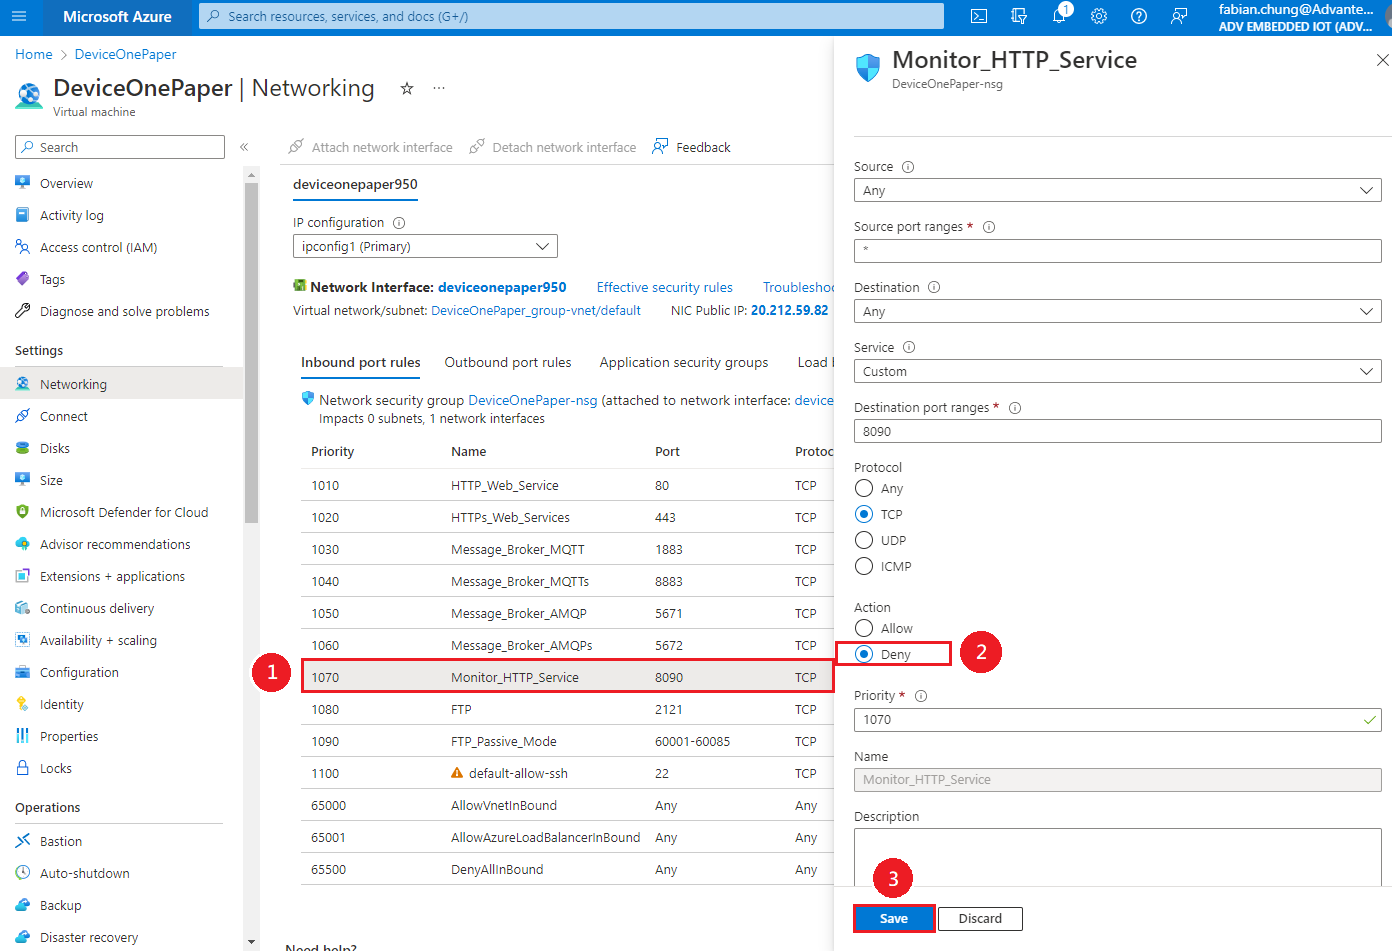 Microsoft Azure
Search resources, services, and docs (G+/)
1
fabian.chung@Advante...
ADV EMBEDDED IOT (ADV...
Home > DeviceOnePaper
DeviceOnePaper | Networking
...
Virtual machine
Search
«
Overview
Activity log
Access control (IAM)
Tags
Diagnose and solve problems
Settings
Networking
Connect
Disks
Size
Microsoft Defender for Cloud
Advisor recommendations
Extensions + applications
Continuous delivery
Availability + scaling
Configuration
Identity
Properties
Locks
Operations
Bastion
Auto-shutdown
Backup
Disaster recovery
Attach network interface
Detach network interface
Feedback
deviceonepaper950
IP configuration
ipconfig1 (Primary)
Network Interface: deviceonepaper950
Effective security rules
Troubleshoo
Virtual network/subnet: DeviceOnePaper_group-vnet/default
NIC Public IP: 20.212.59.82
Inbound port rules
Outbound port rules
Application security groups
Load b
Network security group DeviceOnePaper-nsg (attached to network interface: device
Impacts 0 subnets, 1 network interfaces
Priority Name Port Protoc
1010 HTTP_Web_Service 80 TCP
1020 HTTPs_Web_Services 443 TCP
1030 Message_Broker_MQTT 1883 TCP
1040 Message_Broker_MQTTs 8883 TCP
1050 Message_Broker_AMQP 5671 TCP
1060 Message_Broker_AMQPs 5672 TCP
1
1070 Monitor_HTTP_Service 8090 TCP
1080 FTP 2121 TCP
1090 FTP_Passive_Mode 60001-60085 TCP
1100 default-allow-ssh 22 TCP
65000 AllowVnetInBound Any Any
65001 AllowAzureLoadBalancerInBound Any Any
65500 DenyAllInBound Any Any
Need help?
Monitor_HTTP_Service
DeviceOnePaper-nsg
Source
Any
Source port ranges *
*
Destination
Any
Service
Custom
Destination port ranges *
8090
Protocol
Any
TCP
UDP
ICMP
Action
Allow
Deny
2
Priority *
1070
Name
Monitor_HTTP_Service
Description
3
Save
Discard